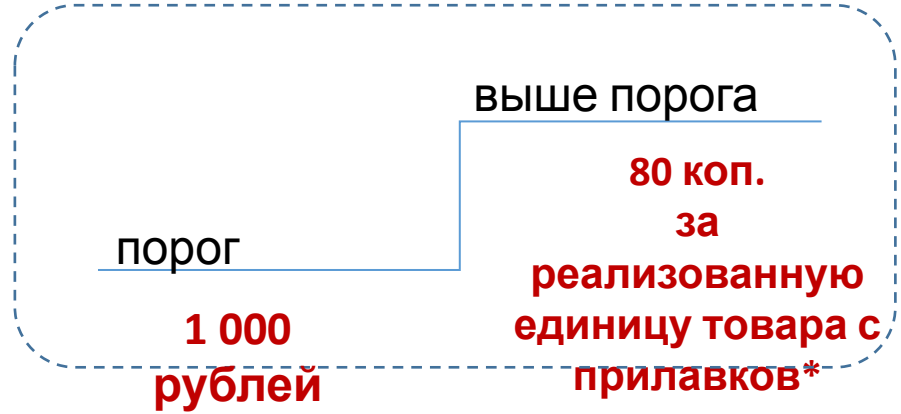 выше порога
80 коп.
за
реализованную
единицу товара с
прилавков*
порог
1 000
рублей